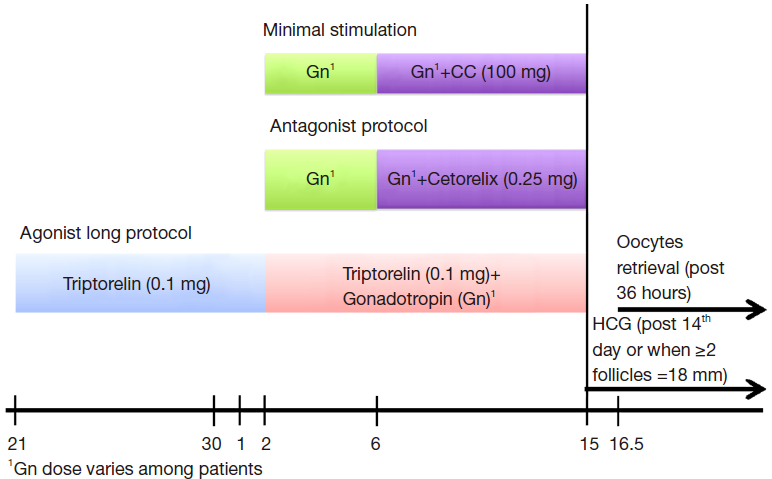 Minimal stimulation
Gn¹
Gn¹+CC (100 mg)
Antagonist protocol
Gn¹
Gn¹+Cetorelix (0.25 mg)
Agonist long protocol
Triptorelin (0.1 mg)
Triptorelin (0.1 mg)+
Gonadotropin (Gn)¹
Oocytes
retrieval (post
36 hours)
HCG (post 14th
day or when ≥2
follicles =18 mm)
21 30 1 2 6 15 16.5
¹Gn dose varies among patients